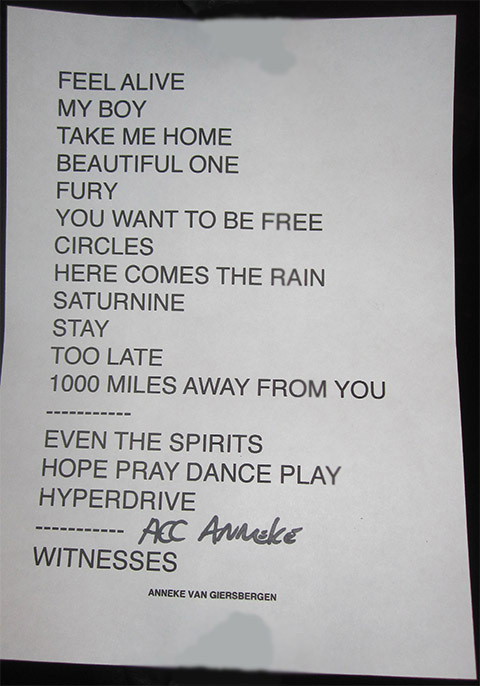 FEEL ALIVE
MY BOY
TAKE ME HOME
BEAUTIFUL ONE
FURY
YOU WANT TO BE FREE
CIRCLES
HERE COMES THE RAIN
SATURNINE
STAY
TOO LATE
1000 MILES AWAY FROM YOU
-----------
EVEN THE SPIRITS
HOPE PRAY DANCE PLAY
HYPERDRIVE
----------- ACC ANNEKE
WITNESSES
ANNEKE VAN GIERSBERGEN